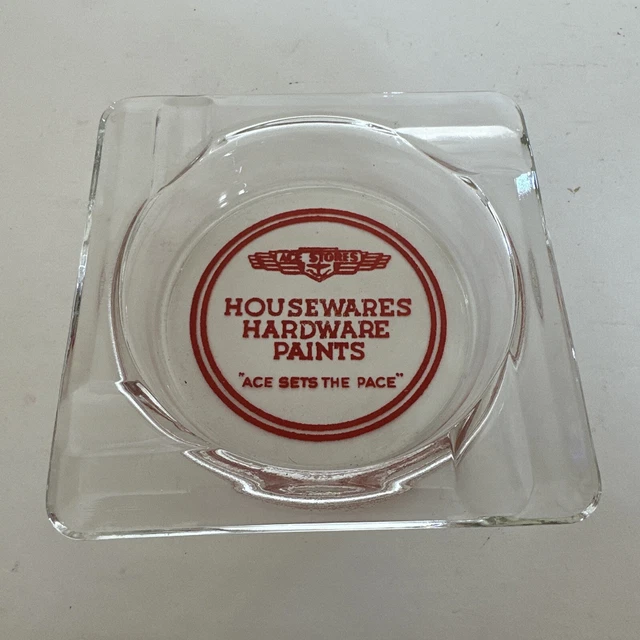 ACE STORES
HOUSEWARES
HARDWARE
PAINTS
"ACE SETS THE PACE"